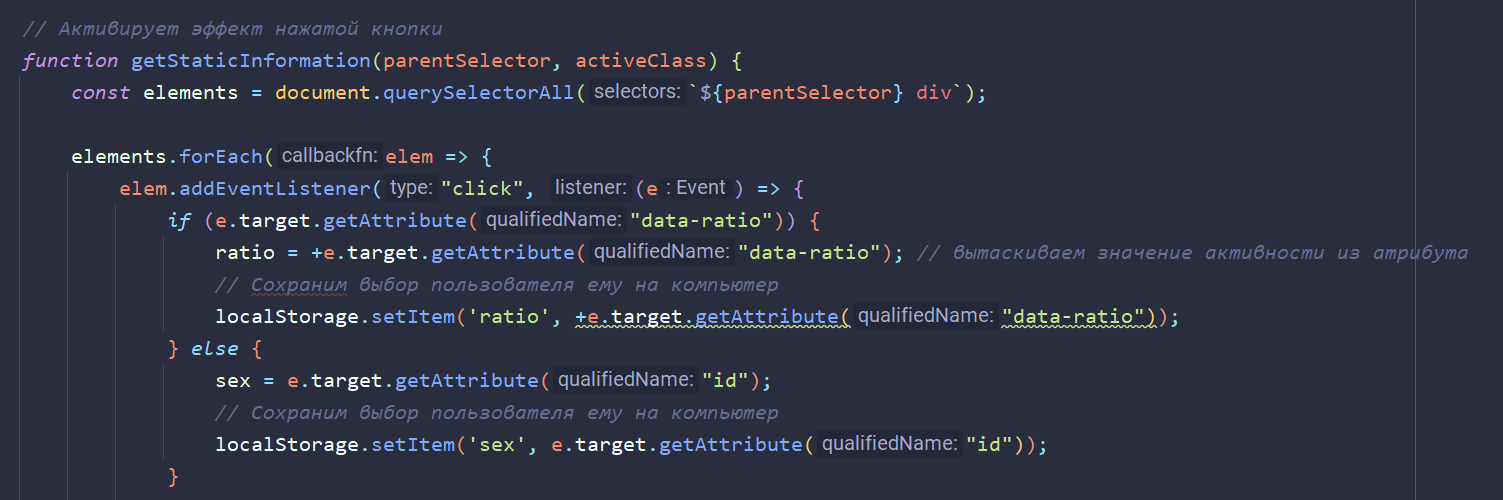 // Активирует эффект нажатой кнопки
function getStaticInformation(parentSelector, activeClass) {
const elements = document.querySelectorAll( selectors: `${parentSelector} div`);
elements.forEach( callbackfn: elem => {
elem.addEventListener( type: "click", listener: (e : Event ) => {
if (e.target.getAttribute( qualifiedName: "data-ratio")) {
ratio = +e.target.getAttribute( qualifiedName: "data-ratio"); // вытаскиваем значение активности из атрибута
// Сохраним выбор пользователя ему на компьютер
localStorage.setItem('ratio', +e.target.getAttribute( qualifiedName: "data-ratio"));
} else {
sex = e.target.getAttribute( qualifiedName: "id");
// Сохраним выбор пользователя ему на компьютер
localStorage.setItem('sex', e.target.getAttribute( qualifiedName: "id"));
}